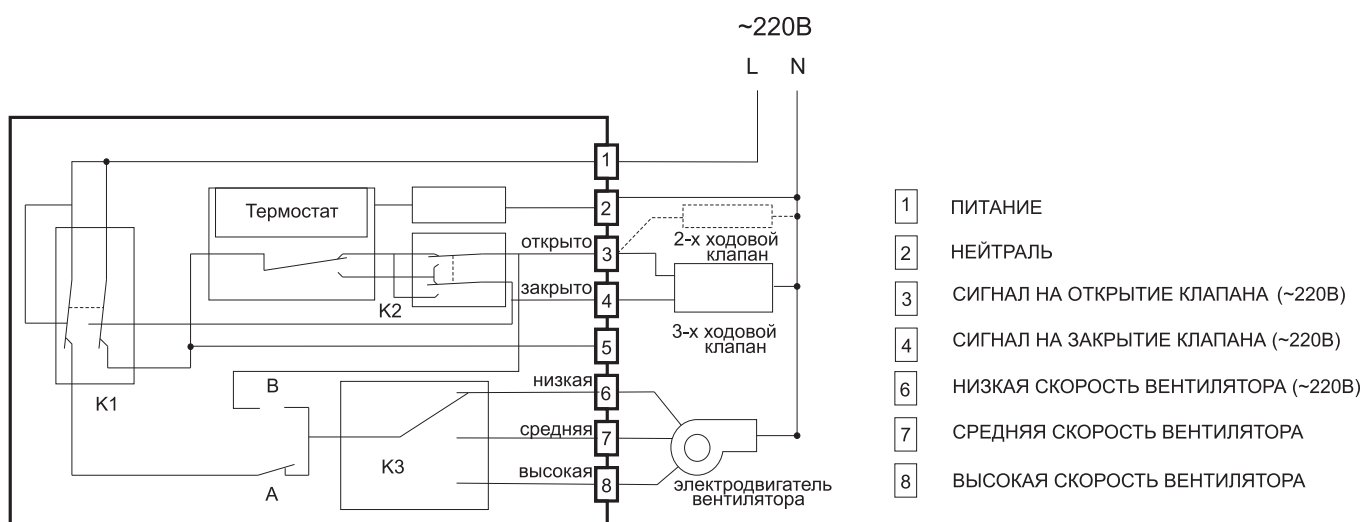 ~220В
L N
1
Термостат
2
открыто
3
2-х ходовой
клапан
закрыто
4
K2
3-х ходовой
клапан
5
K1
B
низкая
6
средняя
7
K3
высокая
8
A
электродвигатель
вентилятора
1 ПИТАНИЕ
2 НЕЙТРАЛЬ
3 СИГНАЛ НА ОТКРЫТИЕ КЛАПАНА (~220В)
4 СИГНАЛ НА ЗАКРЫТИЕ КЛАПАНА (~220В)
6 НИЗКАЯ СКОРОСТЬ ВЕНТИЛЯТОРА (~220В)
7 СРЕДНЯЯ СКОРОСТЬ ВЕНТИЛЯТОРА
8 ВЫСОКАЯ СКОРОСТЬ ВЕНТИЛЯТОРА